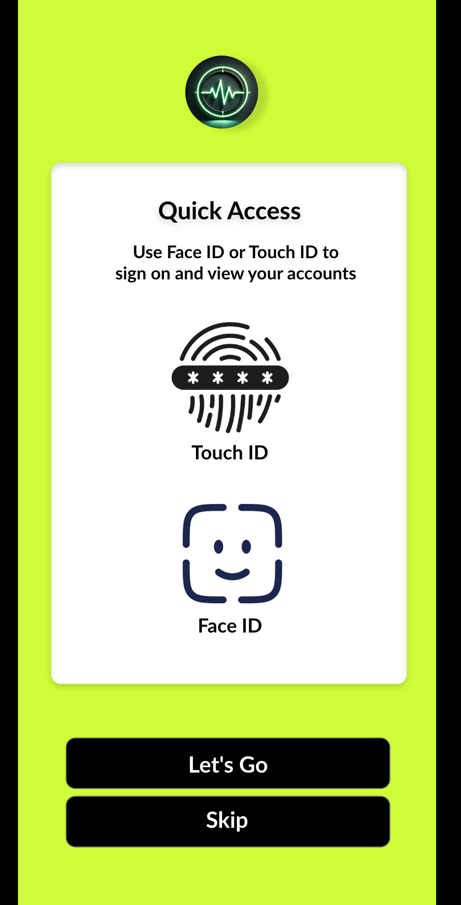 Quick Access
Use Face ID or Touch ID to
sign on and view your accounts
* * * *
Touch ID
Face ID
Let's Go
Skip